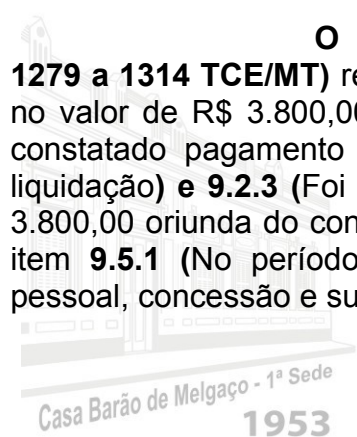 O
1279 a 1314 TCE/MT) re
no valor de R$ 3.800,00
constatado pagamento
liquidação) e 9.2.3 (Foi
3.800,00 oriunda do con
item 9.5.1 (No período
pessoal, concessão e su
Casa Barão de Melgaço - 1ª Sede
1953